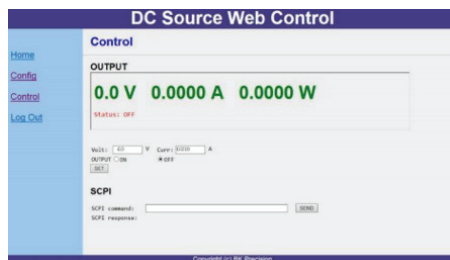 DC Source Web Control
Control
Home
Config
Control
Log Out
OUTPUT
0.0 V 0.0000 A 0.0000 W
Status: OFF
Volt: V Curr: A
OUTPUT ON OFF
SET
SCPI
SCPI command: SEND
SCPI response:
Copyright (c) BK Precision